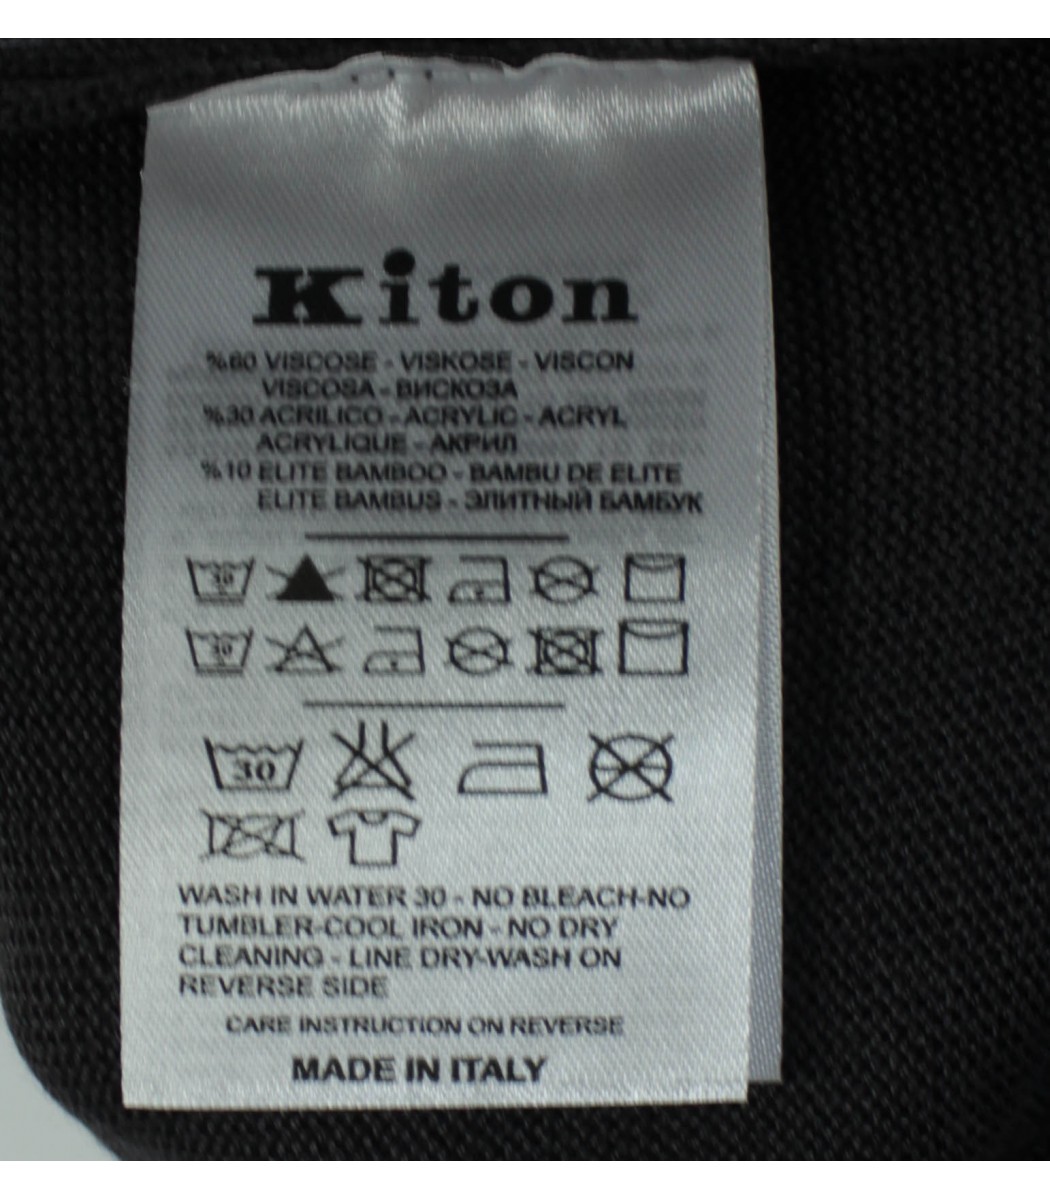 Kiton
%60 VISCOSE - VISKOSE - VISCON
VISCOSA - ВИСКОЗА
%30 ACRILICO - ACRYLIC - ACRYL
ACRYLIQUE - АКРИЛ
%10 ELITE BAMBOO - BAMBU DE ELITE
ELITE BAMBUS - ЭЛИТНЫЙ БАМБУК
30
30
30
WASH IN WATER 30 - NO BLEACH-NO
TUMBLER-COOL IRON - NO DRY
CLEANING - LINE DRY-WASH ON
REVERSE SIDE
CARE INSTRUCTION ON REVERSE
MADE IN ITALY